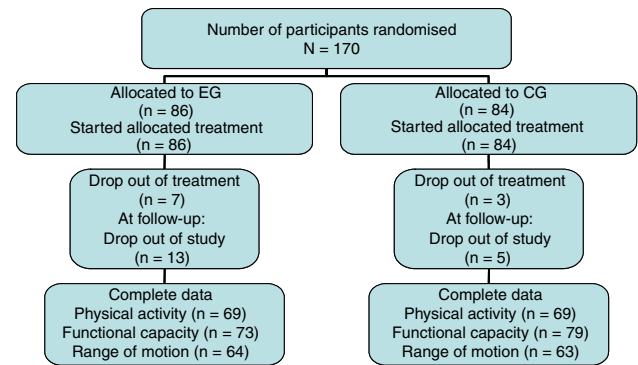 Number of participants randomised
N = 170
Allocated to EG
(n = 86)
Started allocated treatment
(n = 86)
Allocated to CG
(n = 84)
Started allocated treatment
(n = 84)
Drop out of treatment
(n = 7)
At follow-up:
Drop out of study
(n = 13)
Drop out of treatment
(n = 3)
At follow-up:
Drop out of study
(n = 5)
Complete data
Physical activity (n = 69)
Functional capacity (n = 73)
Range of motion (n = 64)
Complete data
Physical activity (n = 69)
Functional capacity (n = 79)
Range of motion (n = 63)